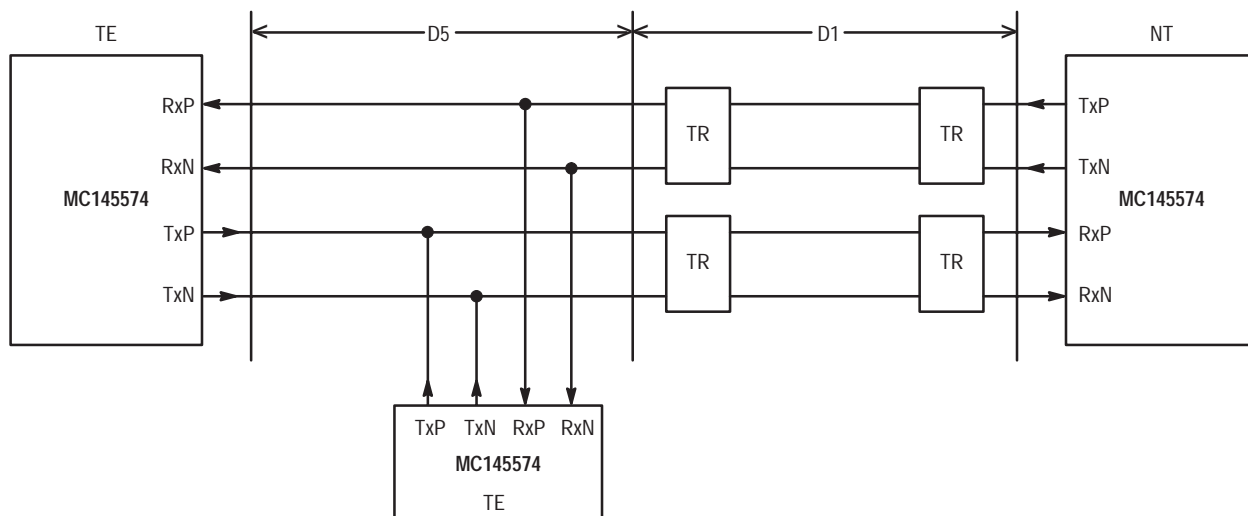 TE
D5
D1
NT
RxP
TxP
TR
TR
RxN
TxN
MC145574
MC145574
TxP
RxP
TR
TR
TxN
RxN
TxP TxN RxP RxN
MC145574
TE